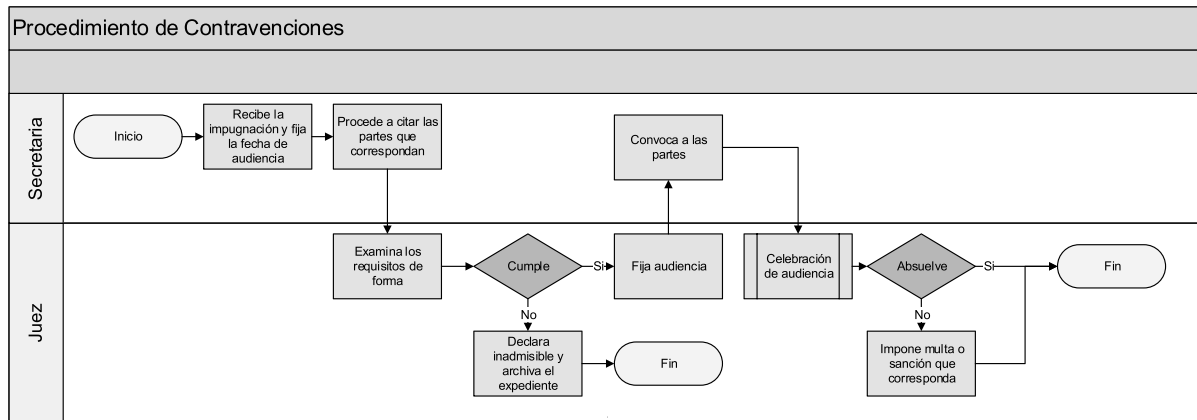 Procedimiento de Contravenciones
Secretaria
Inicio
Recibe la
impugnación y fija
la fecha de
audiencia
Procede a citar las
partes que
correspondan
Convoca a las
partes
Juez
Examina los
requisitos de
forma
Cumple
Si
Fija audiencia
Celebración
de audiencia
Absuelve
Si
Fin
No
Declara
inadmisible y
archiva el
expediente
Fin
No
Impone multa o
sanción que
corresponda